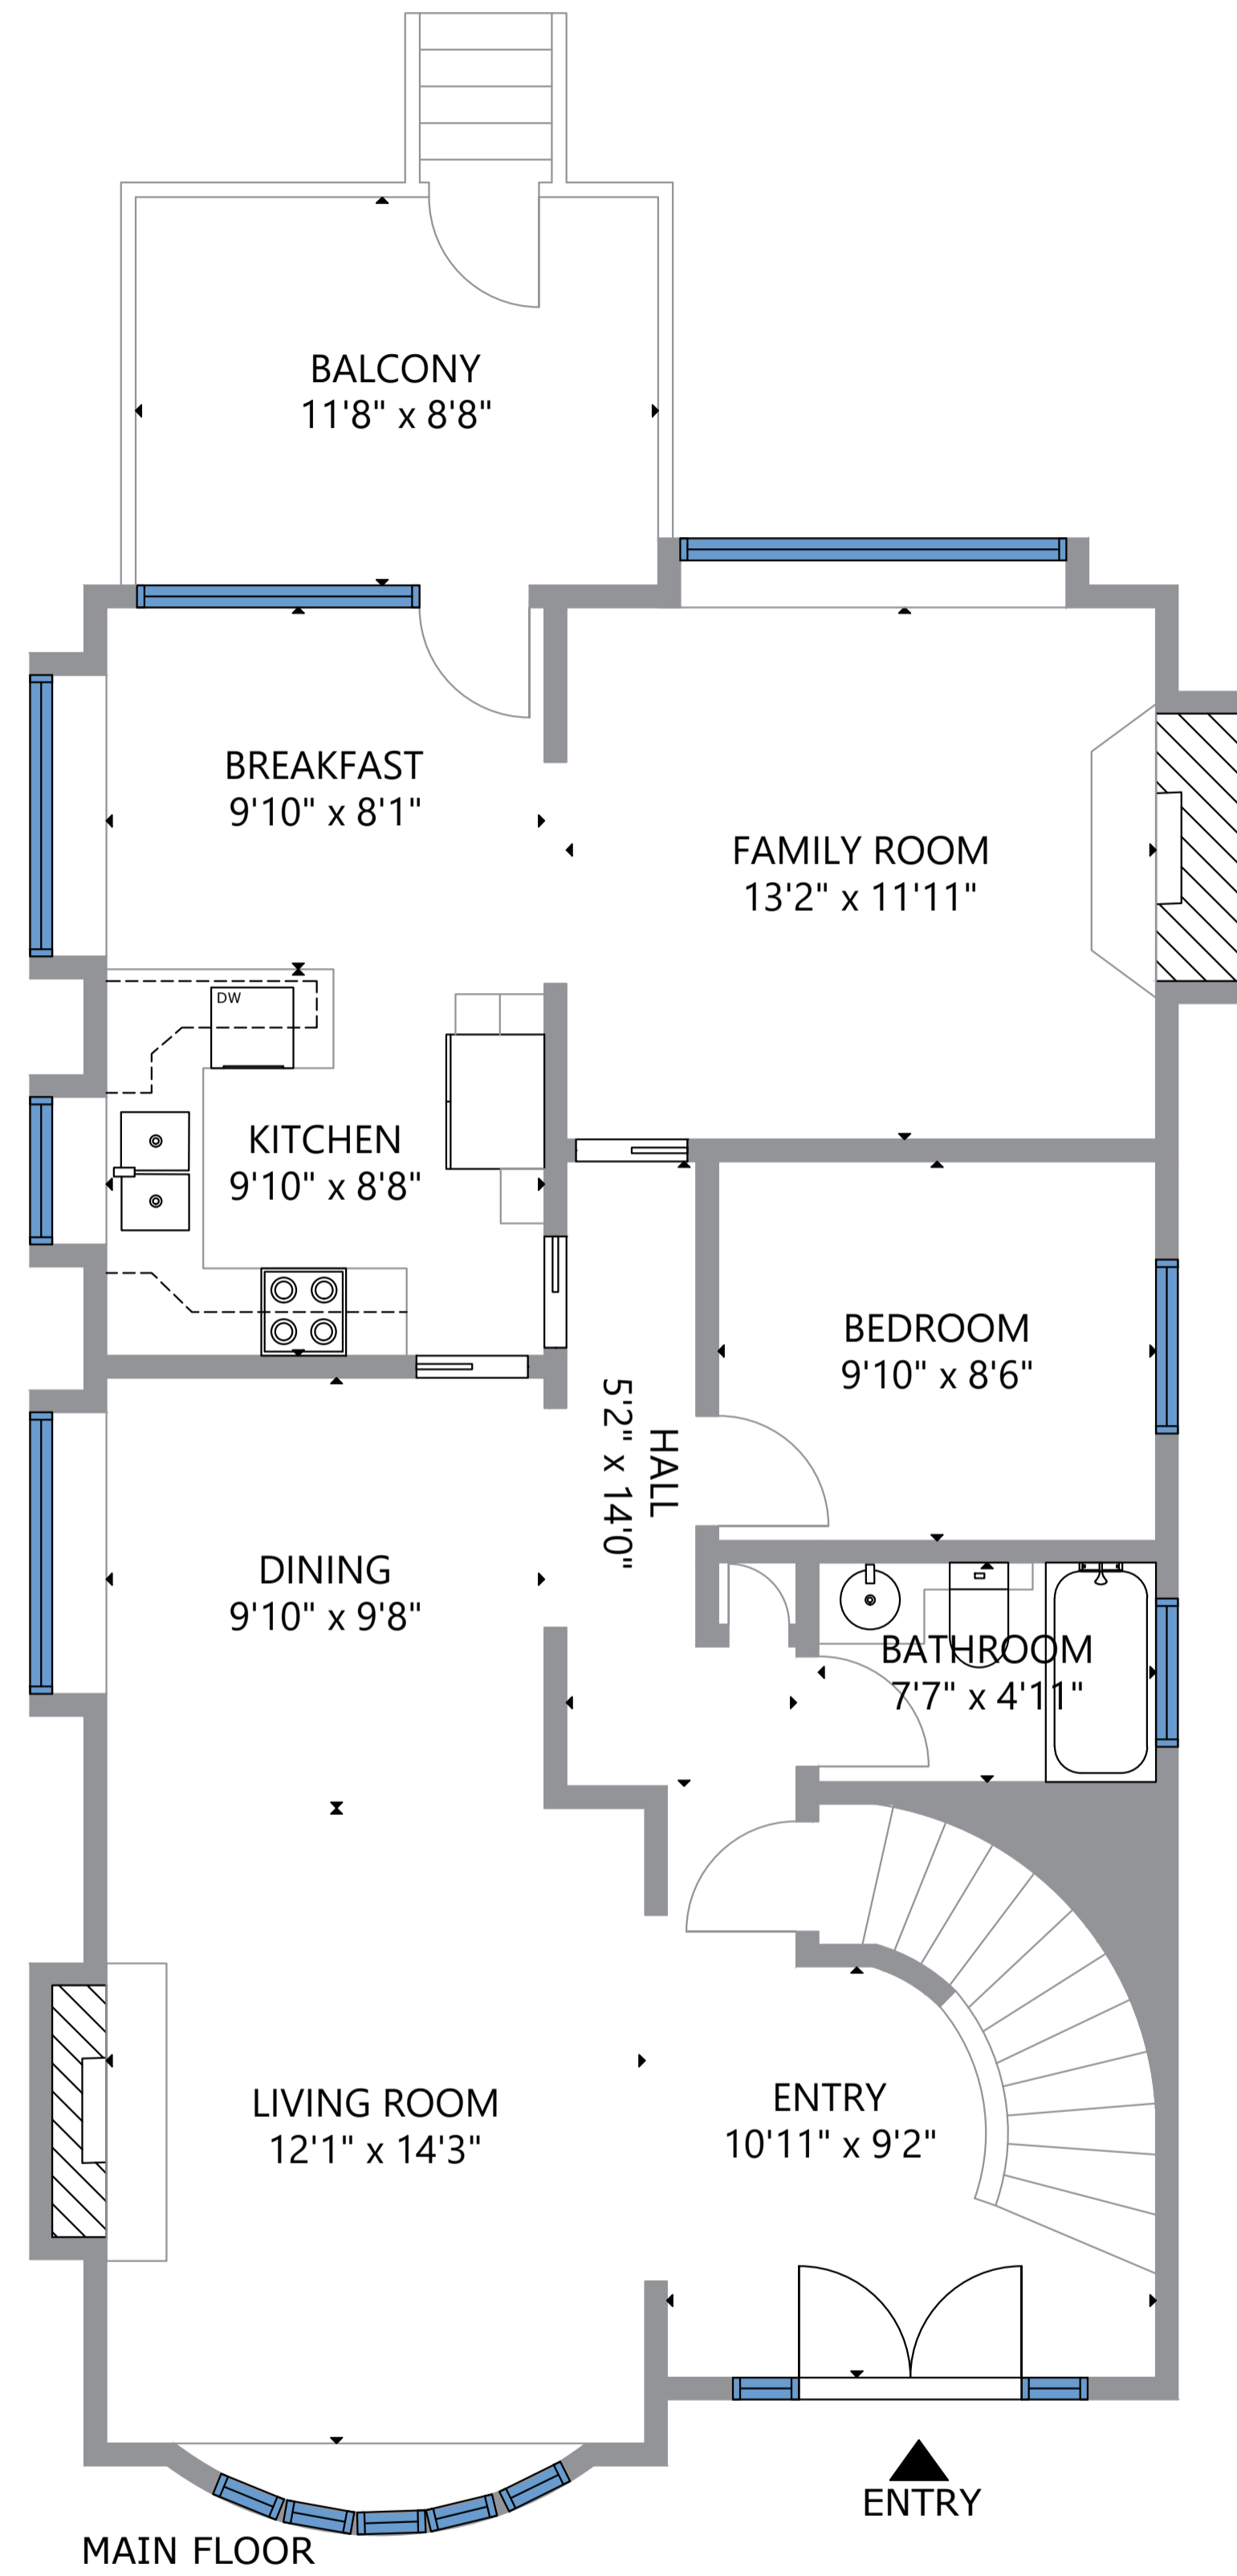 BALCONY
11'8" x 8'8"
BREAKFAST
9'10" x 8'1"
FAMILY ROOM
13'2" x 11'11"
DW
KITCHEN
9'10" x 8'8"
BEDROOM
9'10" x 8'6"
HALL
5'2" x 14'0"
DINING
9'10" x 9'8"
BATHROOM
7'7" x 4'11"
LIVING ROOM
12'1" x 14'3"
ENTRY
10'11" x 9'2"
ENTRY
MAIN FLOOR